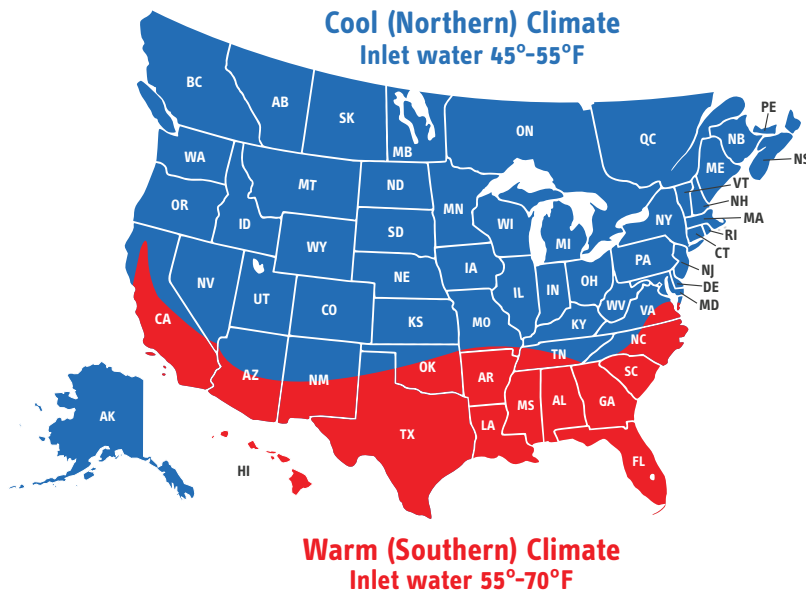 Cool (Northern) Climate
Inlet water 45°-55°F
BC
AB
SK
MB
ON
QC
PE
NB
NS
ME
WA
MT
ND
MN
VT
NH
MA
RI
CT
NY
OR
ID
WY
SD
WI
MI
PA
NJ
DE
MD
NV
UT
CO
NE
IA
IL
IN
OH
WV
VA
KS
MO
KY
CA
AZ
NM
OK
AR
TN
NC
SC
TX
LA
MS
AL
GA
FL
AK
HI
Warm (Southern) Climate
Inlet water 55°-70°F